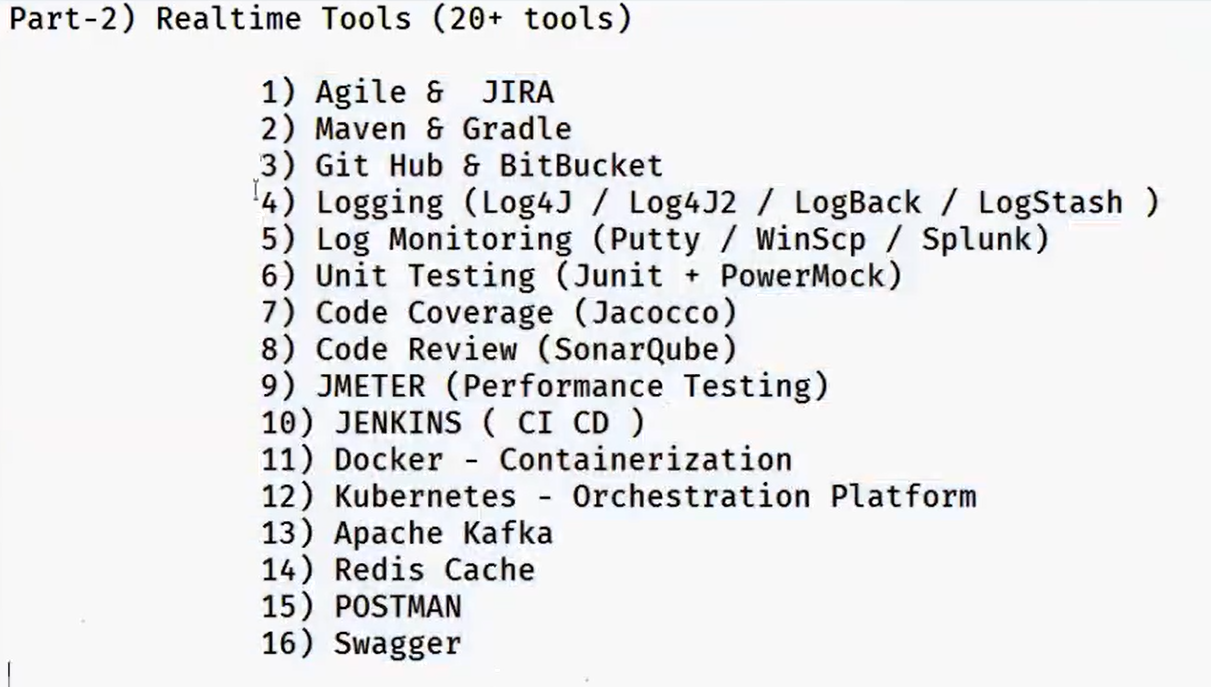 Part-2) Realtime Tools (20+ tools)
1) Agile &  JIRA
2) Maven & Gradle
3) Git Hub & BitBucket
4) Logging (Log4J / Log4J2 / LogBack / LogStash )
5) Log Monitoring (Putty / WinScp / Splunk)
6) Unit Testing (Junit + PowerMock)
7) Code Coverage (Jacocco)
8) Code Review (SonarQube)
9) JMETER (Performance Testing)
10) JENKINS ( CI CD )
11) Docker - Containerization
12) Kubernetes - Orchestration Platform
13) Apache Kafka
14) Redis Cache
15) POSTMAN
16) Swagger